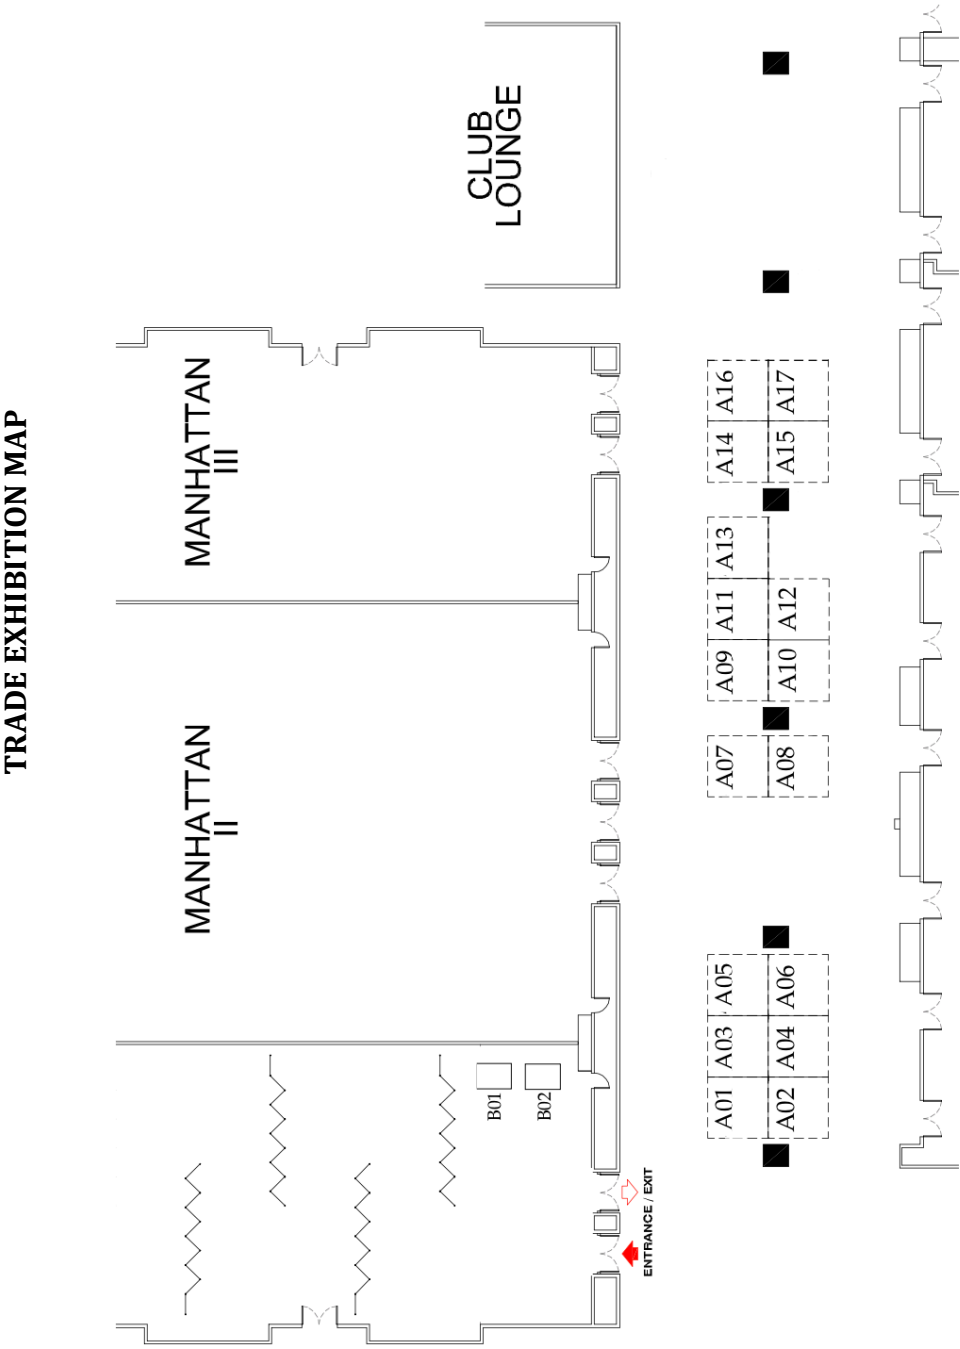 TRADE EXHIBITION MAP
MANHATTAN
II
MANHATTAN
III
CLUB
LOUNGE
B01
B02
ENTRANCE / EXIT
A01
A03
A05
A07
A09
A11
A13
A14
A16
A02
A04
A06
A08
A10
A12
A15
A17